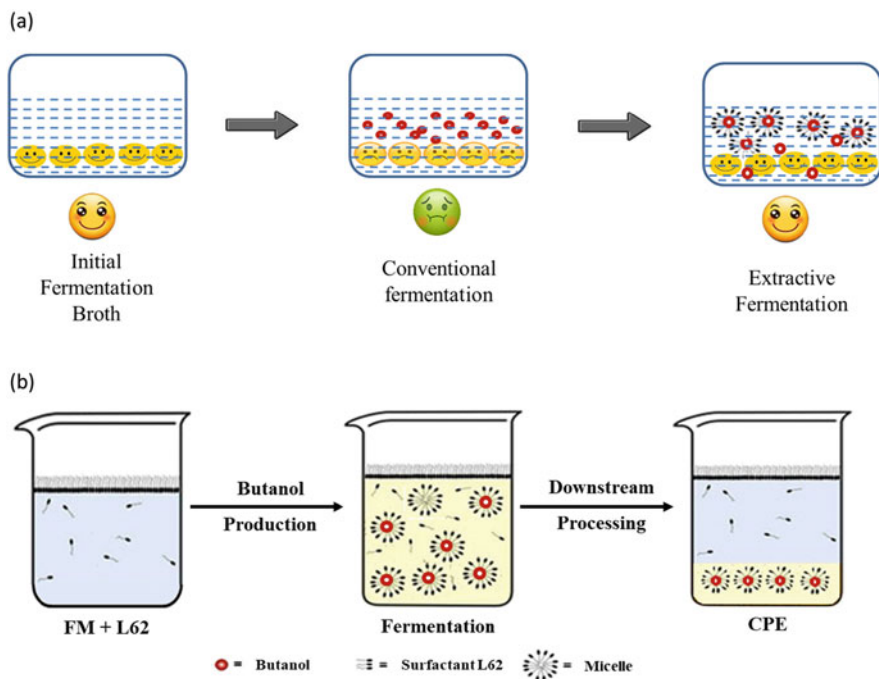 (a)
Initial
Fermentation
Broth
Conventional
fermentation
Extractive
Fermentation
(b)
Butanol
Production
Downstream
Processing
FM + L62
Fermentation
CPE
= Butanol
= Surfactant L62
= Micelle